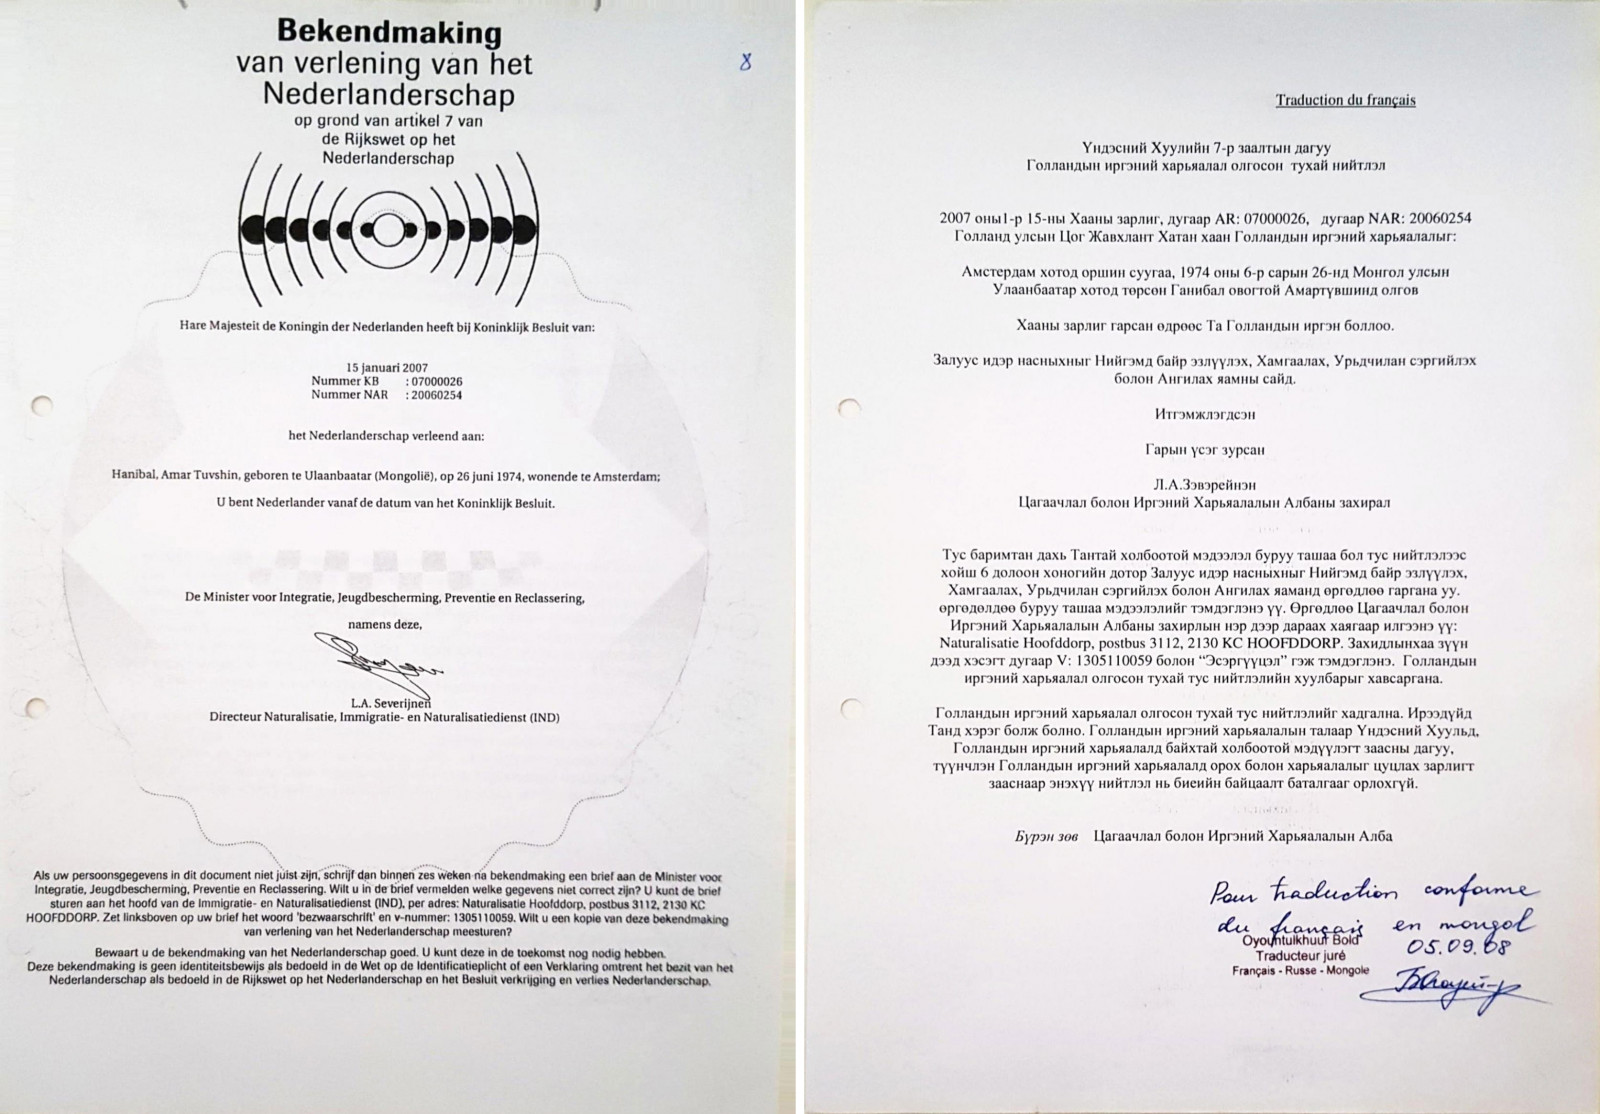 Bekendmaking
van verlening van het
Nederlanderschap
op grond van artikel 7 van
de Rijkswet op het
Nederlanderschap
8
Hare Majesteit de Koningin der Nederlanden heeft bij Koninklijk Besluit van:
15 januari 2007
Nummer KB : 07000026
Nummer NAR : 20060254
het Nederlanderschap verleend aan:
Hanibal, Amar Tuvshin, geboren te Ulaanbaatar (Mongolië), op 26 juni 1974, wonende te Amsterdam;
U bent Nederlander vanaf de datum van het Koninklijk Besluit.
De Minister voor Integratie, Jeugdbescherming, Preventie en Reclassering,
namens deze,
L.A. Severijnen
Directeur Naturalisatie, Immigratie- en Naturalisatiedienst (IND)
Als uw persoonsgegevens in dit document niet juist zijn, schrijf dan binnen zes weken na bekendmaking een brief aan de Minister voor
Integratie, Jeugdbescherming, Preventie en Reclassering. Wilt u in de brief vermelden welke gegevens niet correct zijn? U kunt de brief
sturen aan het hoofd van de Immigratie- en Naturalisatiedienst (IND), per adres: Naturalisatie Hoofddorp, postbus 3112, 2130 KC
HOOFDDORP. Zet linksboven op uw brief het woord 'bezwaarschrift' en v-nummer: 1305110059. Wilt u een kopie van deze bekendmaking
van verlening van het Nederlanderschap meesturen?
Bewaart u de bekendmaking van het Nederlanderschap goed. U kunt deze in de toekomst nog nodig hebben.
Deze bekendmaking is geen identiteitsbewijs als bedoeld in de Wet op de Identificatieplicht of een Verklaring omtrent het bezit van het
Nederlanderschap als bedoeld in de Rijkswet op het Nederlanderschap en het Besluit verkrijging en verlies Nederlanderschap.
Traduction du français
Үндэсний Хуулийн 7-р заалтын дагуу
Голландын иргэний харьяалал олгосон тухай нийтлэл
2007 оны1-р 15-ны Хааны зарлиг, дугаар AR: 07000026, дугаар NAR: 20060254
Голланд улсын Цог Жавхлант Хатан хаан Голландын иргэний харьяалалыг:
Амстердам хотод оршин суугаа, 1974 оны 6-р сарын 26-нд Монгол улсын
Улаанбаатар хотод төрсөн Ганибал овогтой Амартүвшинд олгов
Хааны зарлиг гарсан өдрөөс Та Голландын иргэн боллоо.
Залуус идэр насныхныг Нийгэмд байр эзлүүлэх, Хамгаалах, Урьдчилан сэргийлэх
болон Ангилах яамны сайд.
Итгэмжлэгдсэн
Гарын үсэг зурсан
Л.А.Зэвэрейнэн
Цагаачлал болон Иргэний Харьяалалын Албаны захирал
Тус баримтан дахь Тантай холбоотой мэдээлэл буруу ташаа бол тус нийтлэлээс
хойш 6 долоон хоногийн дотор Залуус идэр насныхныг Нийгэмд байр эзлүүлэх,
Хамгаалах, Урьдчилан сэргийлэх болон Ангилах яаманд өргөдлөө гаргана уу.
өргөдөлдөө буруу ташаа мэдээлэлийг тэмдэглэнэ үү. Өргөдлөө Цагаачлал болон
Иргэний Харьяалалын Албаны захирлын нэр дээр дараах хаягаар илгээнэ үү:
Naturalisatie Hoofddorp, postbus 3112, 2130 KC HOOFDDORP. Захидлынхаа зүүн
дээд хэсэгт дугаар V: 1305110059 болон “Эсэргүүцэл” гэж тэмдэглэнэ. Голландын
иргэний харьяалал олгосон тухай тус нийтлэлийн хуулбарыг хавсаргана.
Голландын иргэний харьяалал олгосон тухай тус нийтлэлийг хадгална. Ирээдүйд
Танд хэрэг болж болно. Голландын иргэний харьяалалын талаар Үндэсний Хуульд,
Голландын иргэний харьяалалд байхтай холбоотой мэдүүлэгт заасны дагуу,
түүнчлэн Голландын иргэний харьяалалд орох болон харьяалалыг цуцлах зарлигт
зааснаар энэхүү нийтлэл нь биеийн байцаалт баталгааг орлохгүй.
Бүрэн зөв Цагаачлал болон Иргэний Харьяалалын Алба
Pour traduction conforme
du français en mongol
Oyountulkhuur Bold 05.09.08
Traducteur juré
Français - Russe - Mongole